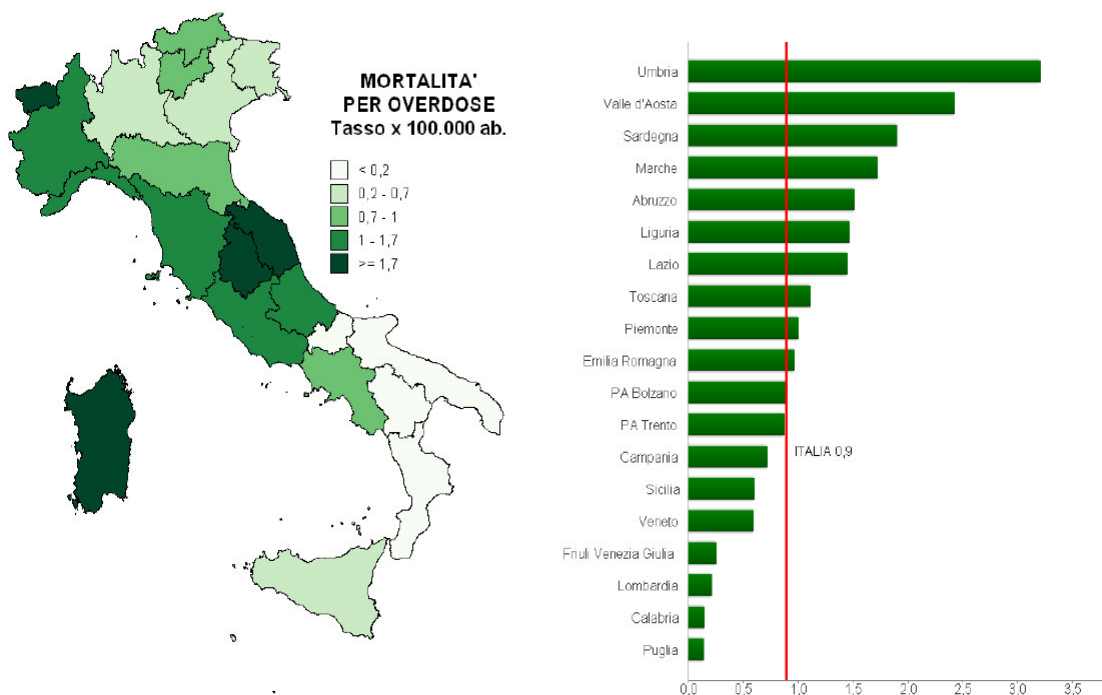 MORTALITA'
PER OVERDOSE
Tasso x 100.000 ab.
< 0,2
0,2 - 0,7
0,7 - 1
1 - 1,7
>= 1,7
Umbria
Valle d'Aosta
Sardegna
Marche
Abruzzo
Liguria
Lazio
Toscana
Piemonte
Emilia Romagna
PA Bolzano
PA Trento
ITALIA 0,9
Campania
Sicilia
Veneto
Friuli Venezia Giulia
Lombardia
Calabria
Puglia
0,0 0,5 1,0 1,5 2,0 2,5 3,0 3,5